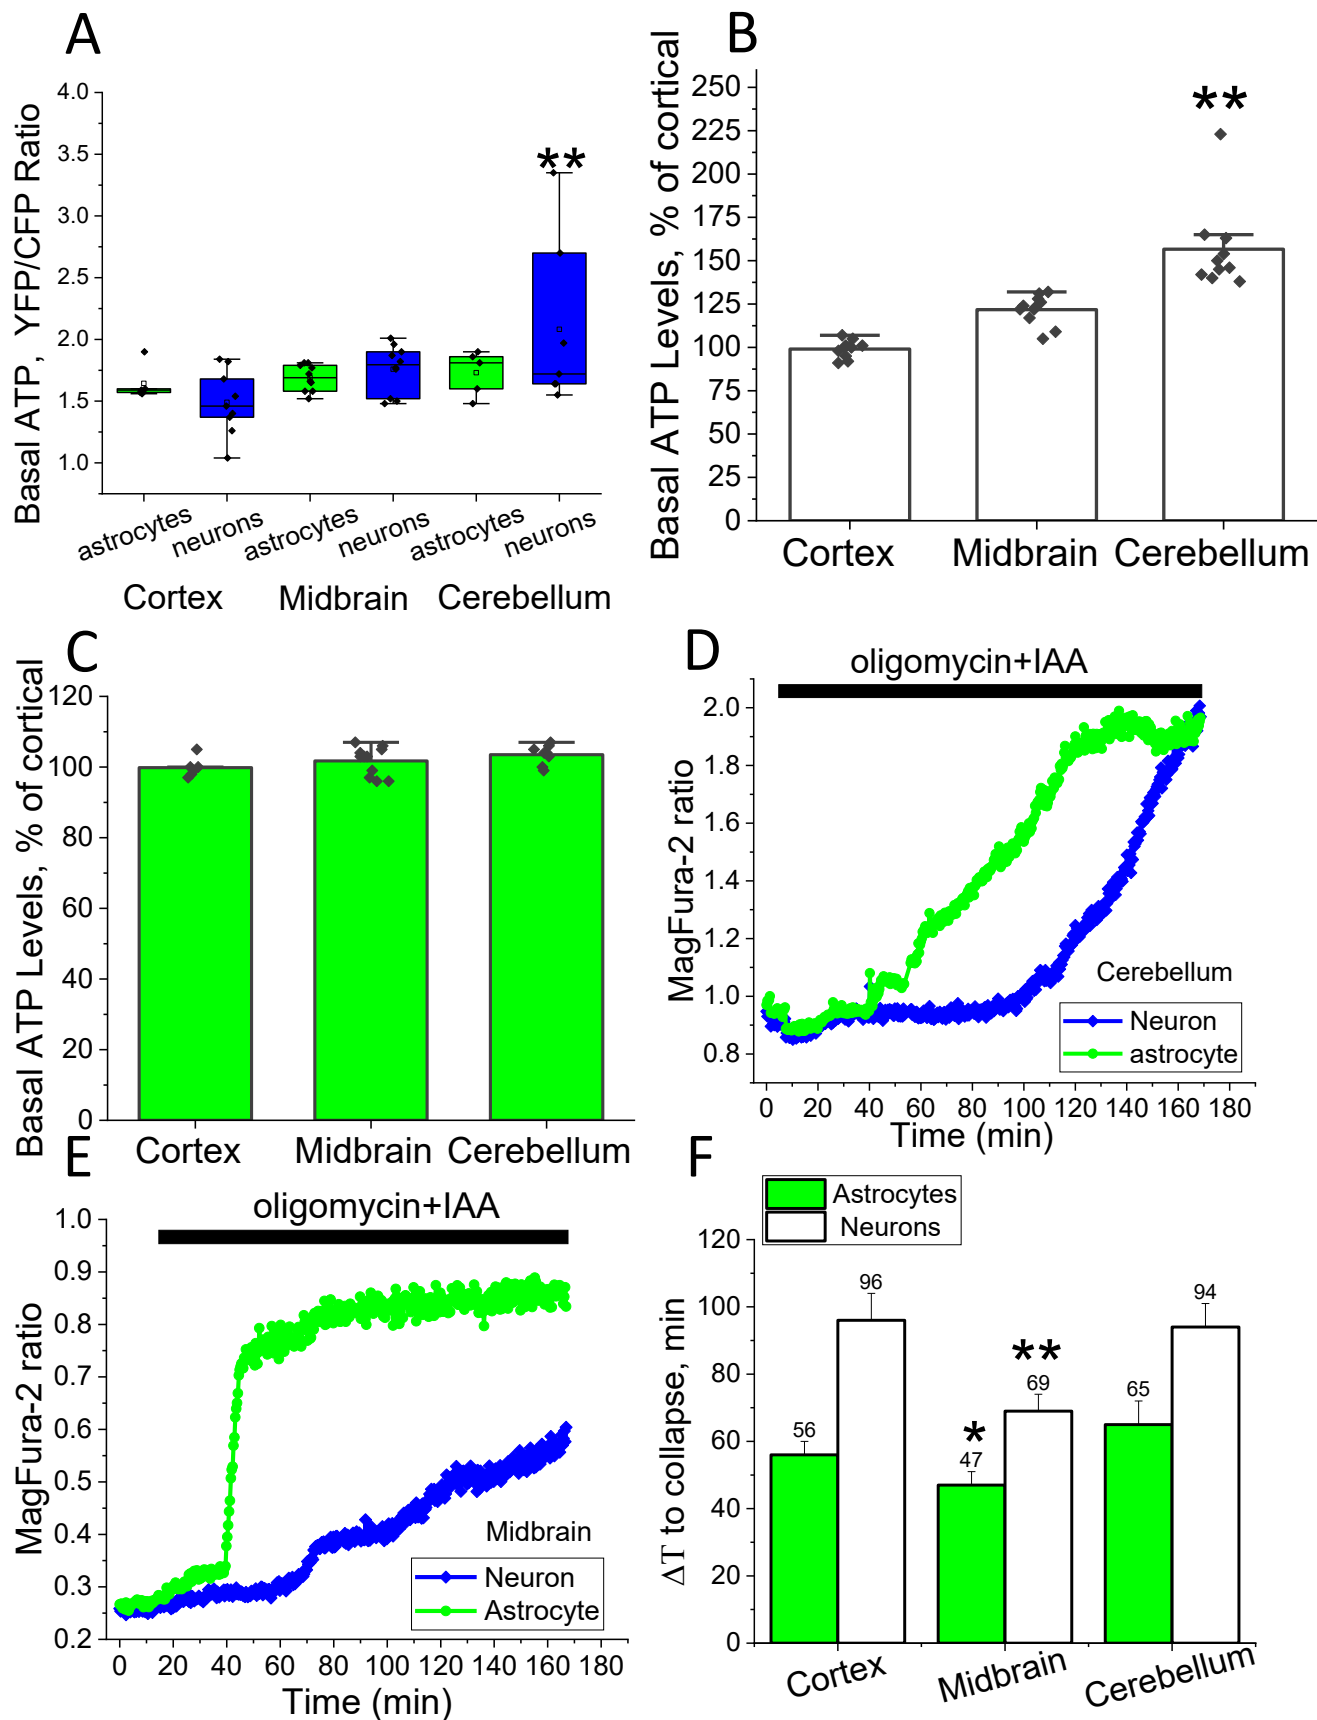 A
Basal ATP, YFP/CFP Ratio
4.0
3.5
3.0
2.5
2.0
1.5
1.0
**
astrocytes
neurons
astrocytes
neurons
astrocytes
neurons
Cortex
Midbrain
Cerebellum
B
Basal ATP Levels, % of cortical
250
225
200
175
150
125
100
75
50
25
0
**
Cortex
Midbrain
Cerebellum
C
Basal ATP Levels, % of cortical
120
100
80
60
40
20
0
Cortex
Midbrain
Cerebellum
D
oligomycin+IAA
MagFura-2 ratio
2.0
1.8
1.6
1.4
1.2
1.0
0.8
Cerebellum
Neuron
astrocyte
0 20 40 60 80 100 120 140 160 180
Time (min)
E
oligomycin+IAA
MagFura-2 ratio
1.0
0.9
0.8
0.7
0.6
0.5
0.4
0.3
0.2
Midbrain
Neuron
Astrocyte
0 20 40 60 80 100 120 140 160 180
Time (min)
F
Astrocytes
Neurons
ΔT to collapse, min
120
100
80
60
40
20
0
56
96
*
47
**
69
65
94
Cortex
Midbrain
Cerebellum